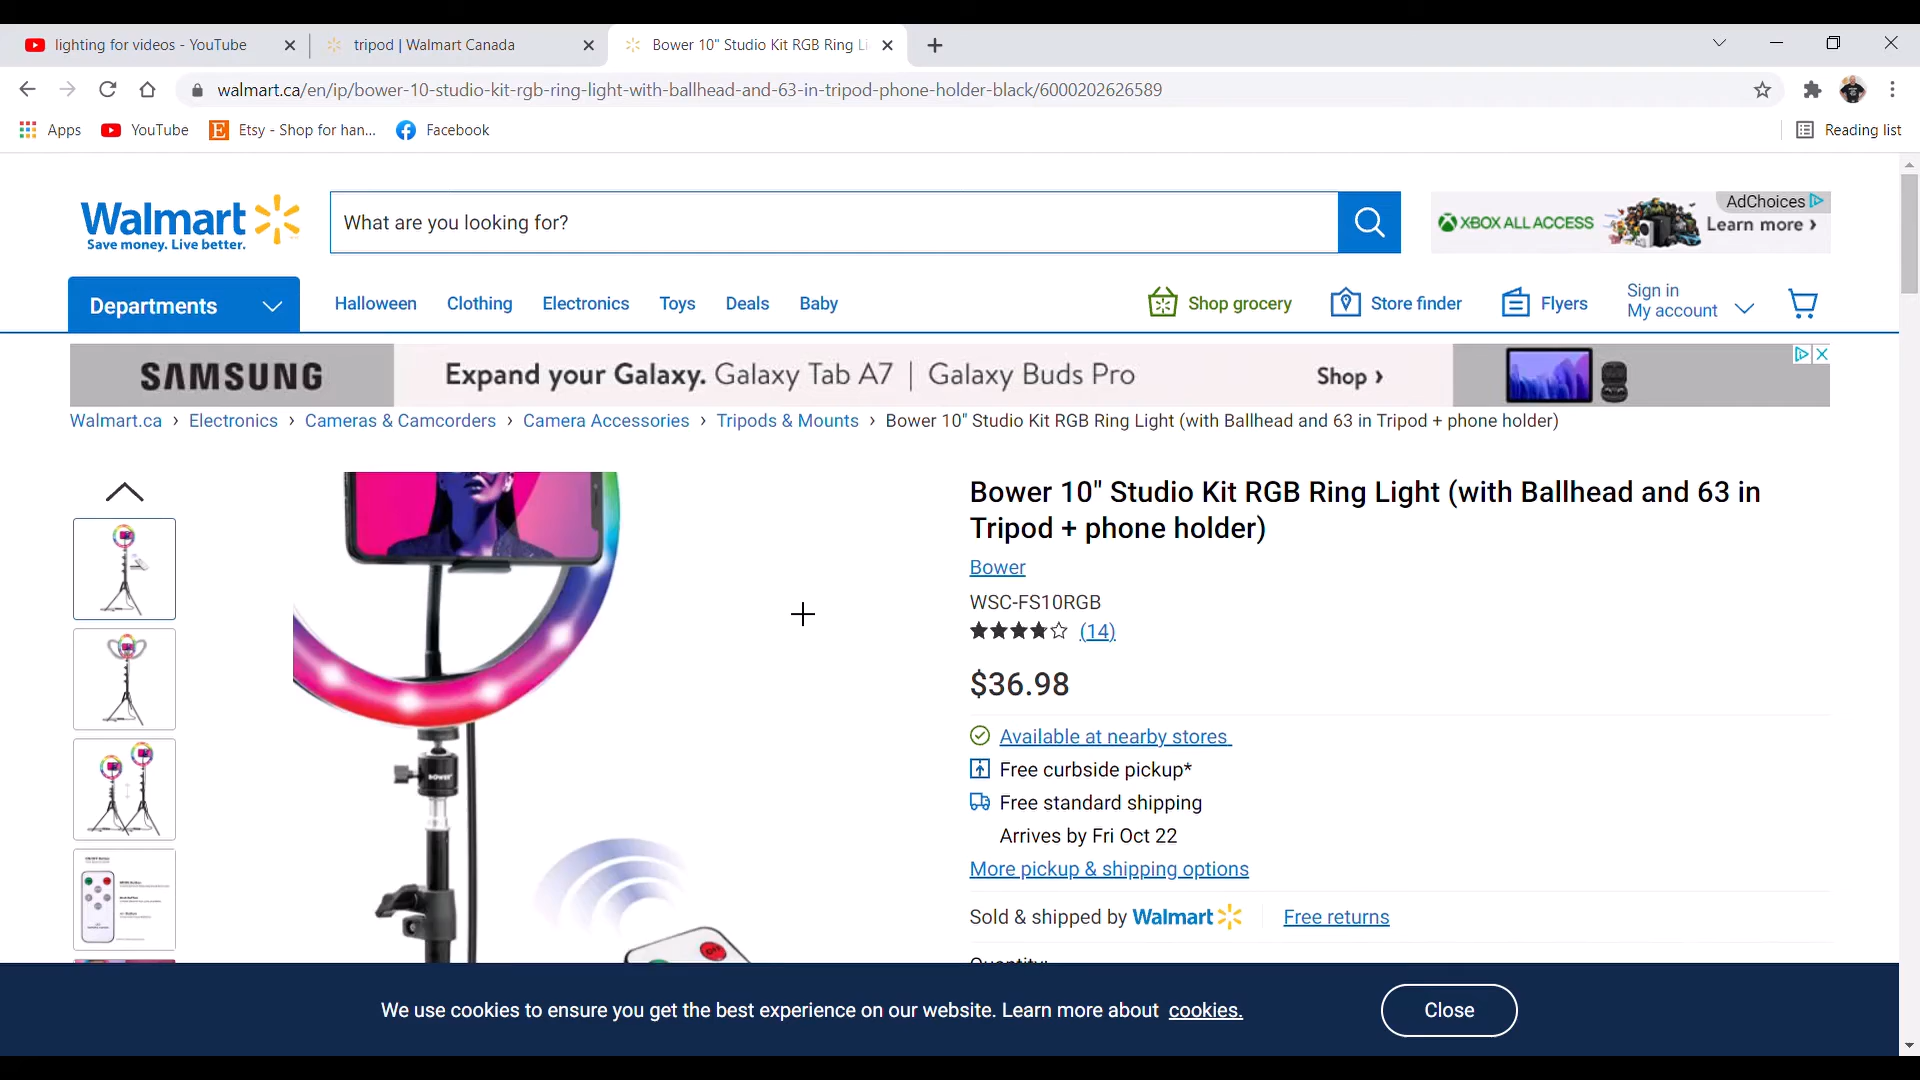 lighting for videos - YouTube
tripod | Walmart Canada
Bower 10" Studio Kit RGB Ring Li
walmart.ca/en/ip/bower-10-studio-kit-rgb-ring-light-with-ballhead-and-63-in-tripod-phone-holder-black/6000202626589
Apps
YouTube
Etsy - Shop for han...
Facebook
Reading list
Walmart
Save money. Live better.
What are you looking for?
AdChoices
XBOX ALL ACCESS
Learn more ›
Departments
Halloween
Clothing
Electronics
Toys
Deals
Baby
Shop grocery
Store finder
Flyers
Sign in
My account
SAMSUNG
Expand your Galaxy. Galaxy Tab A7 | Galaxy Buds Pro
Shop ›
Walmart.ca › Electronics › Cameras & Camcorders › Camera Accessories › Tripods & Mounts › Bower 10" Studio Kit RGB Ring Light (with Ballhead and 63 in Tripod + phone holder)
Bower 10" Studio Kit RGB Ring Light (with Ballhead and 63 in
Tripod + phone holder)
Bower
WSC-FS10RGB
(14)
$36.98
Available at nearby stores
Free curbside pickup*
Free standard shipping
Arrives by Fri Oct 22
More pickup & shipping options
Sold & shipped by Walmart
Free returns
Quantity:
BOWER
OFF
We use cookies to ensure you get the best experience on our website. Learn more about cookies.
Close